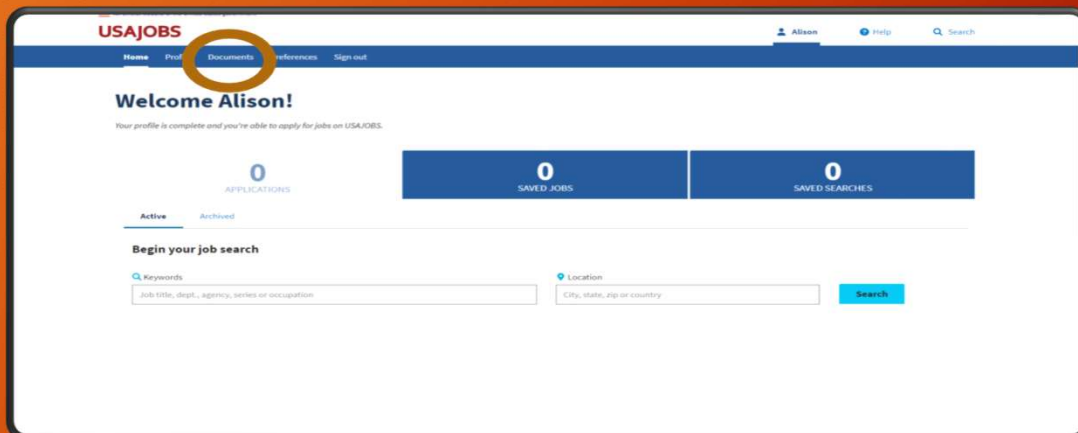 USAJOBS
Alison Help Search
Home Documents Sign out
Welcome Alison!
Your profile is complete and you're able to apply for jobs on USAJOBS.
0 0 0
APPLICATIONS SAVED JOBS SAVED SEARCHES
Active Archived
Begin your job search
Keywords Location
Job title, dept., agency, series or occupation City, state, zip or country Search